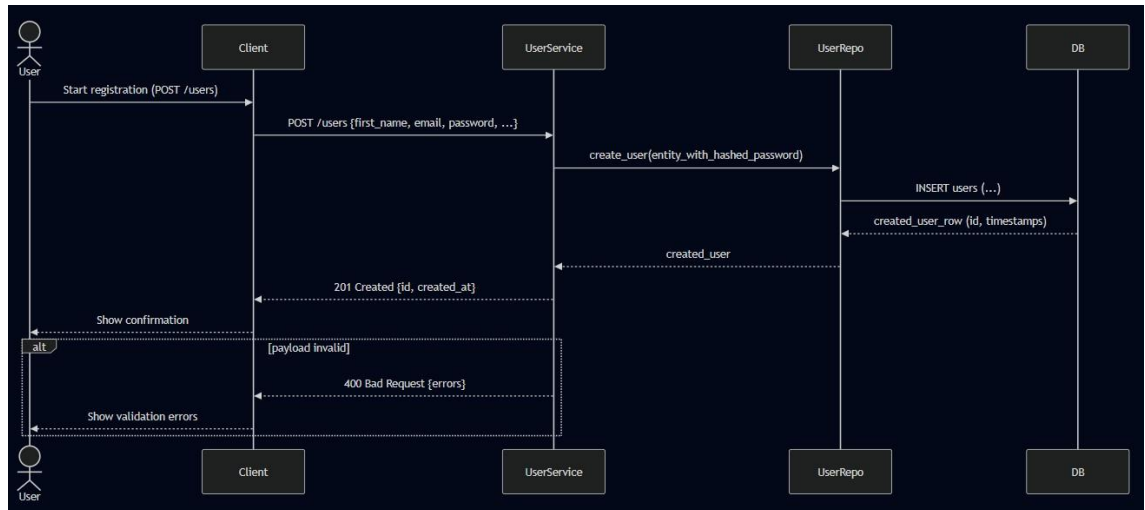 User
Client
UserService
UserRepo
DB
Start registration (POST /users)
POST /users {first_name, email, password, ...}
create_user(entity_with_hashed_password)
INSERT users (...)
created_user_row (id, timestamps)
created_user
201 Created {id, created_at}
Show confirmation
alt
[payload invalid]
400 Bad Request {errors}
Show validation errors
User
Client
UserService
UserRepo
DB